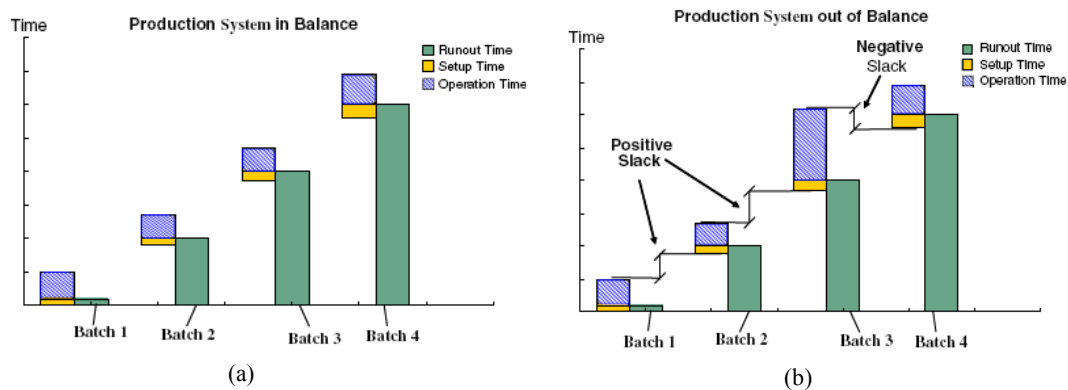 Production System in Balance
Time
Runout Time
Setup Time
Operation Time
Batch 1
Batch 2
Batch 3
Batch 4
(a)
Production System out of Balance
Time
Negative
Slack
Runout Time
Setup Time
Operation Time
Positive
Slack
Batch 1
Batch 2
Batch 3
Batch 4
(b)